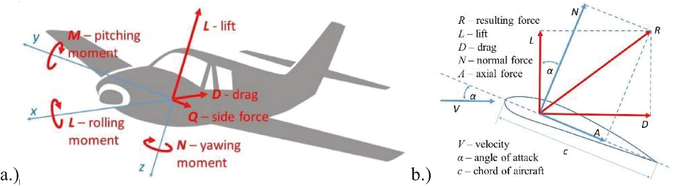 M – pitching
moment
y
L - lift
D - drag
Q - side force
x
L – rolling
moment
N – yawing
moment
z
a.)
b.)
R – resulting force
L – lift
D – drag
N – normal force
A – axial force
N
R
L
α
α
V
D
A
c
V – velocity
α – angle of attack
c – chord of aircraft